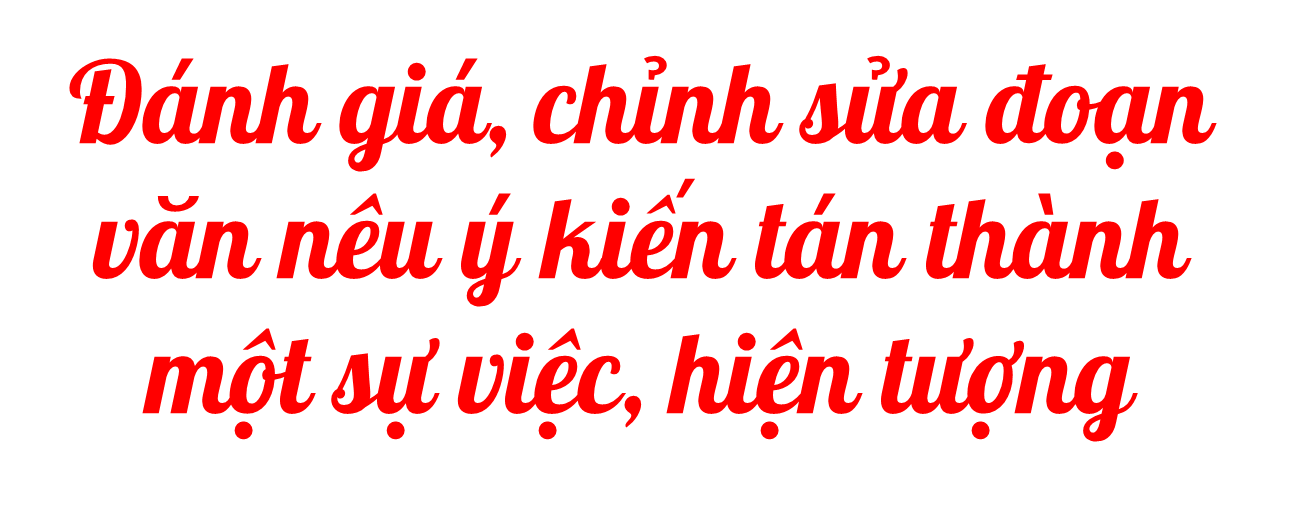 Đánh giá, chỉnh sửa đoạn
văn nêu ý kiến tán thành
một sự việc, hiện tượng